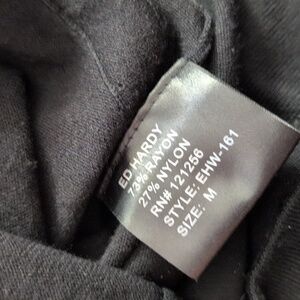 ED HARDY
73% RAYON
27% NYLON
RN# 121256
STYLE: EHW-161
SIZE: M